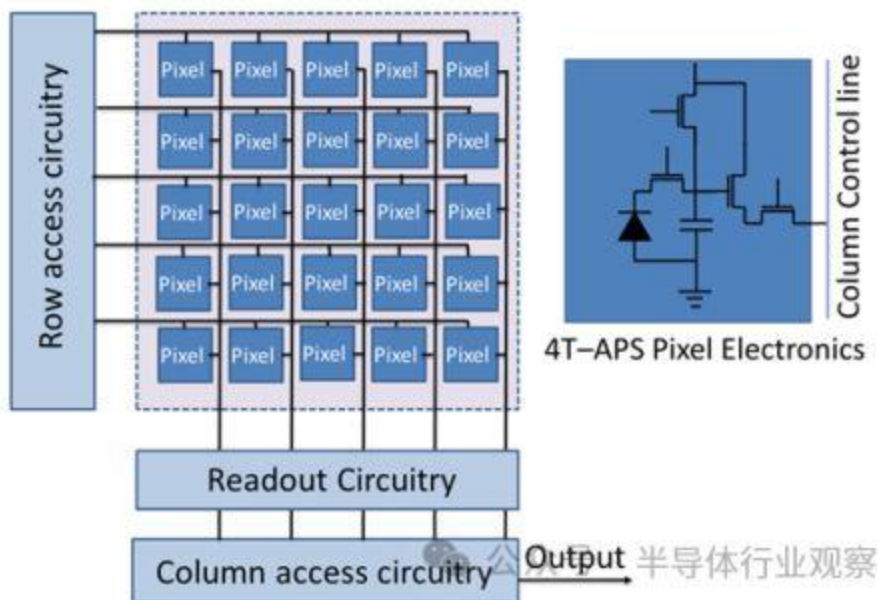 Row access circuitry
Pixel Pixel Pixel Pixel Pixel
Pixel Pixel Pixel Pixel Pixel
Pixel Pixel Pixel Pixel Pixel
Pixel Pixel Pixel Pixel Pixel
Pixel Pixel Pixel Pixel Pixel
Column Control line
4T–APS Pixel Electronics
Readout Circuitry
Column access circuitry
Output
半导体行业观察